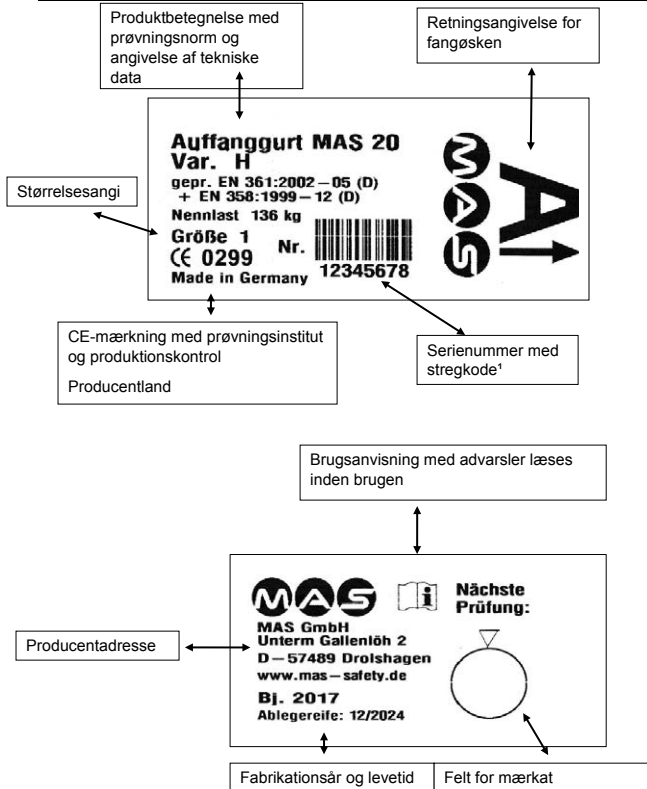 Produktbetegnelse med
prøvningsnorm og
angivelse af tekniske
data
Retningsangivelse for
fangøsken
Størrelsesangi
Auffanggurt MAS 20
Var. H
gepr. EN 361:2002–05 (D)
+ EN 358:1999–12 (D)
Nennlast 136 kg
Größe 1
CE 0299
Made in Germany
Nr.
12345678
MAS
A
CE-mærkning med prøvningsinstitut
og produktionskontrol
Producentland
Serienummer med
stregkode¹
Brugsanvisning med advarsler læses
inden brugen
Producentadresse
MAS
MAS GmbH
Unterm Gallenlöh 2
D–57489 Drolshagen
www.mas–safety.de
Bj. 2017
Ablegereife: 12/2024
i
Nächste
Prüfung:
Fabrikationsår og levetid
Felt for mærkat